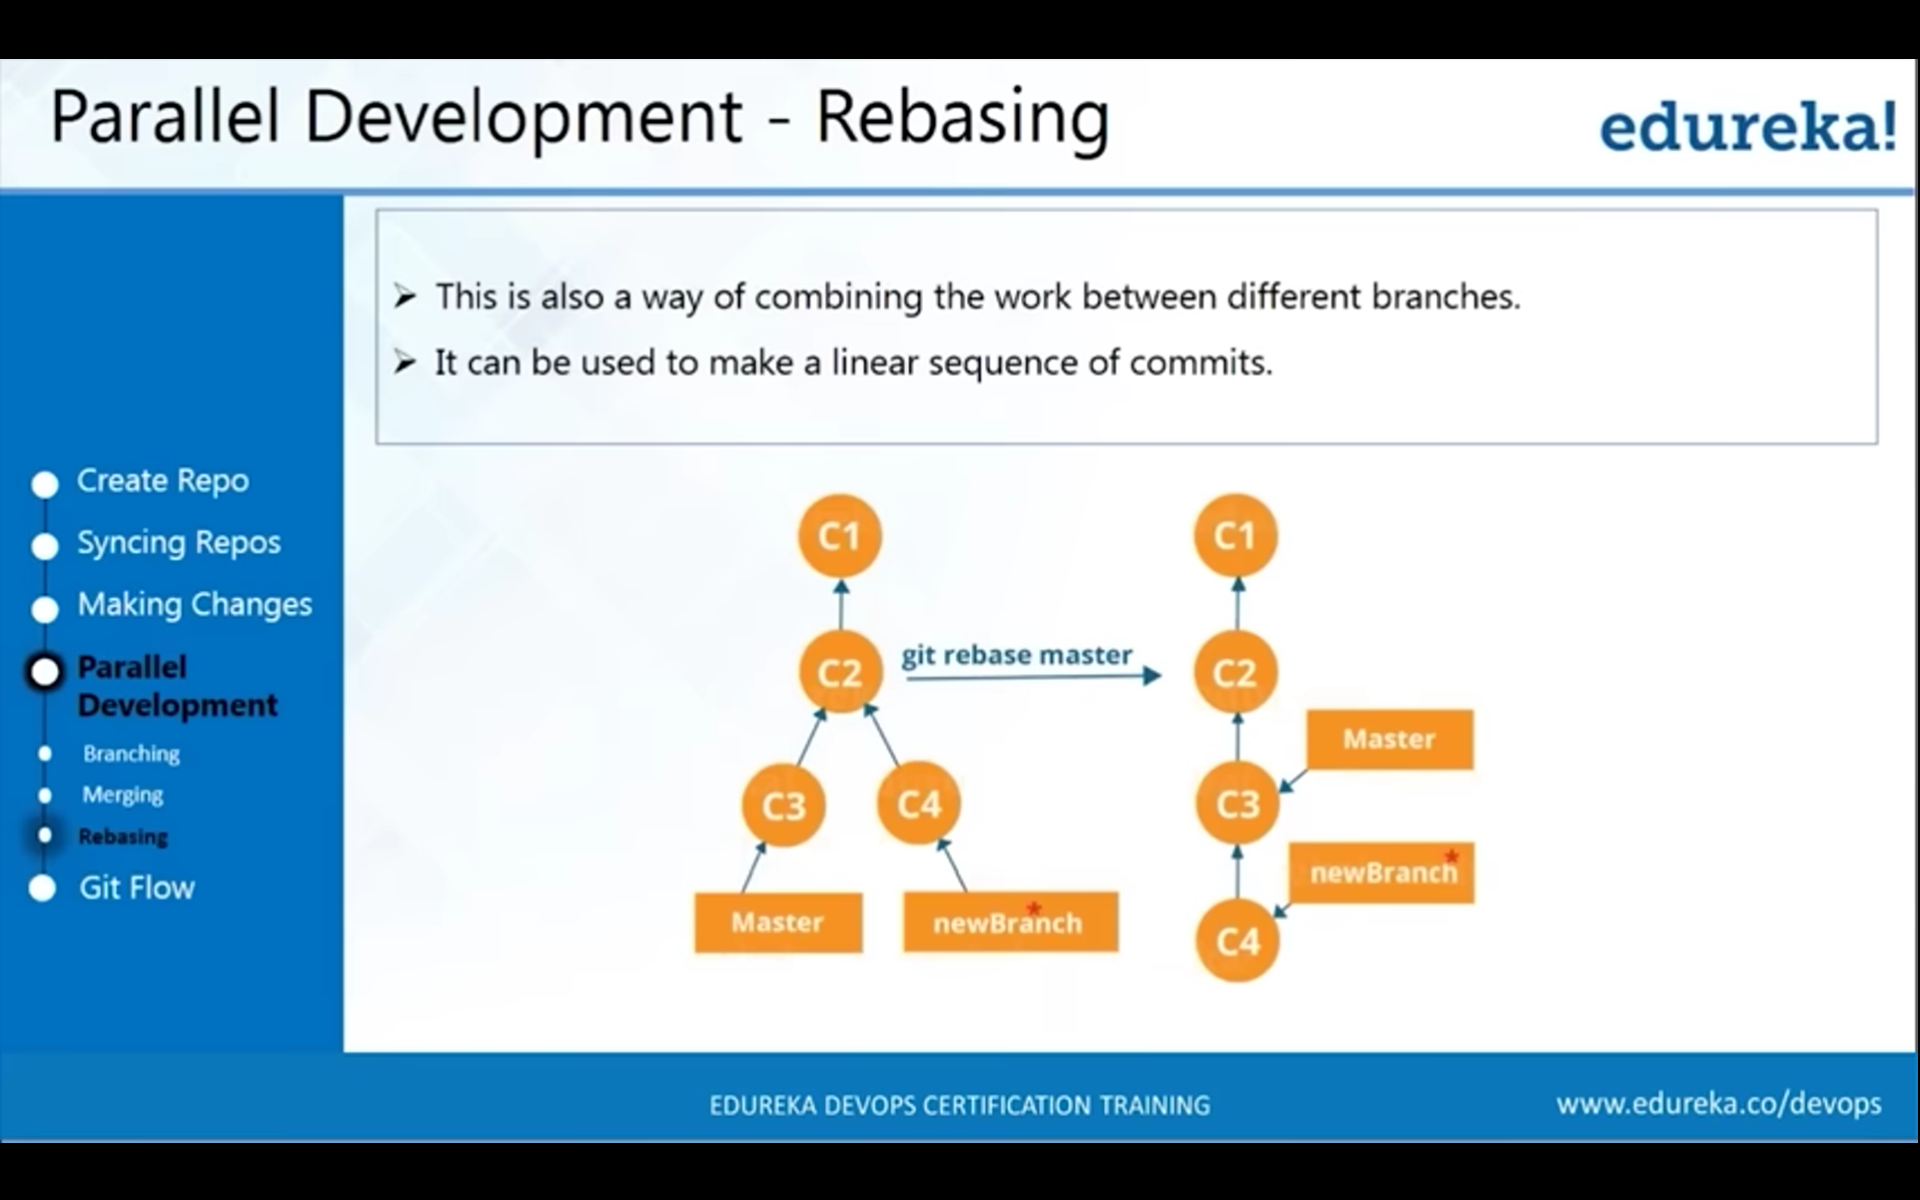 Parallel Development - Rebasing
edureka!
This is also a way of combining the work between different branches.
It can be used to make a linear sequence of commits.
Create Repo
Syncing Repos
Making Changes
Parallel
Development
Branching
Merging
Rebasing
Git Flow
C1
C2
C3
C4
Master
newBranch*
git rebase master
C1
C2
Master
C3
newBranch*
C4
EDUREKA DEVOPS CERTIFICATION TRAINING
www.edureka.co/devops